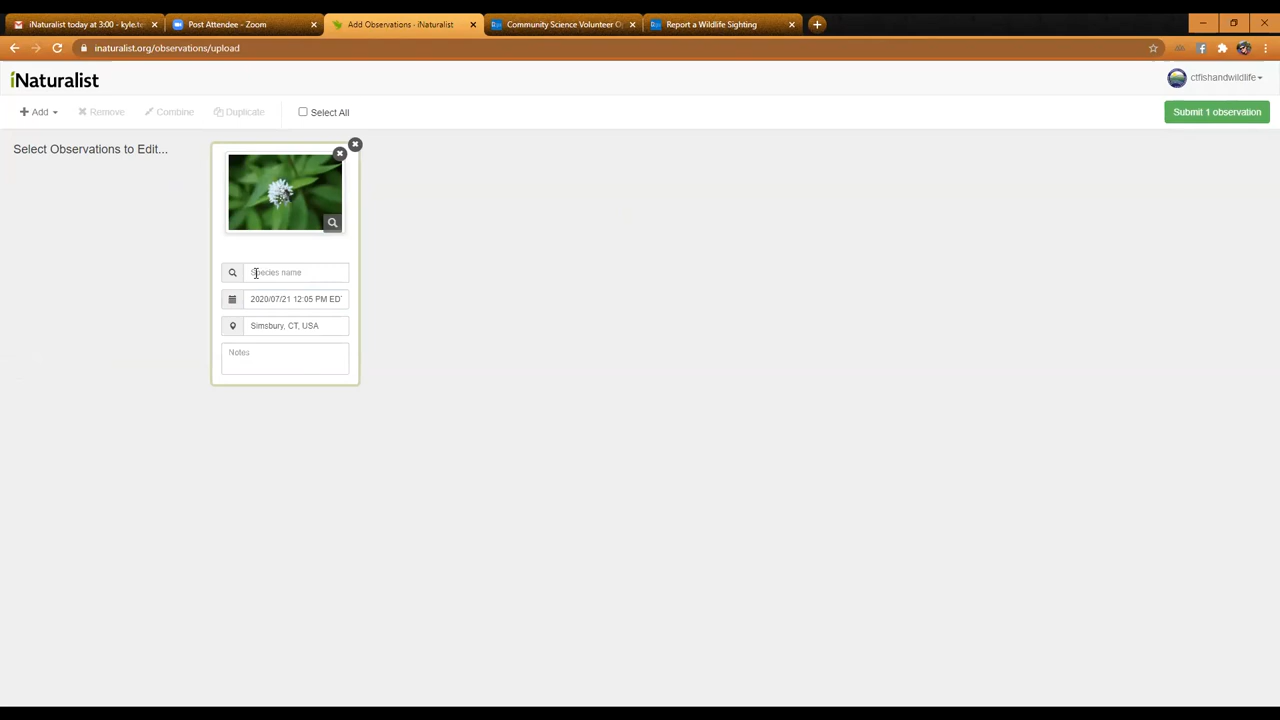 iNaturalist today at 3:00 - kyle.te
Post Attendee - Zoom
Add Observations - iNaturalist
Community Science Volunteer O
Report a Wildlife Sighting
inaturalist.org/observations/upload
iNaturalist
ctfishandwildlife
Add
Remove
Combine
Duplicate
Select All
Submit 1 observation
Select Observations to Edit...
Species name
2020/07/21 12:05 PM EDT
Simsbury, CT, USA
Notes